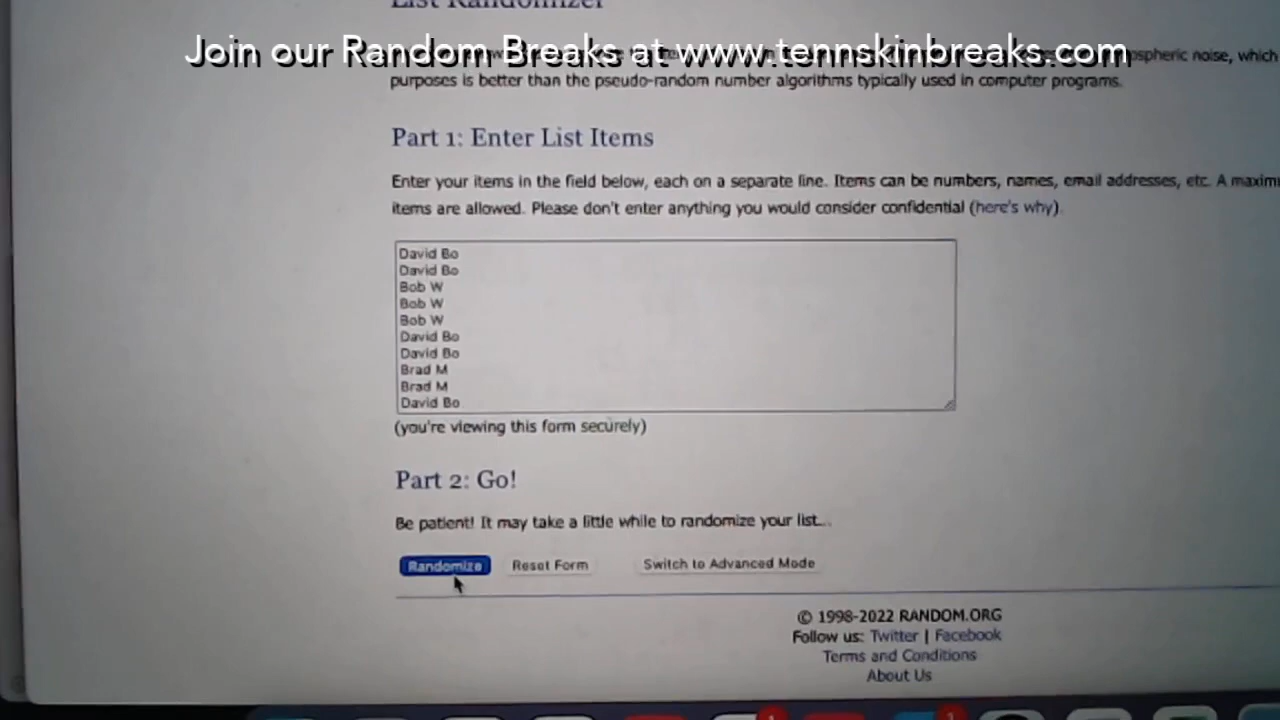 List Randomizer
Join our Random Breaks at www.tennskinbreaks.com
ospheric noise, which
purposes is better than the pseudo-random number algorithms typically used in computer programs.
Part 1: Enter List Items
Enter your items in the field below, each on a separate line. Items can be numbers, names, email addresses, etc. A maxim
items are allowed. Please don't enter anything you would consider confidential (here's why).
David Bo
David Bo
Bob W
Bob W
Bob W
David Bo
David Bo
Brad M
Brad M
David Bo
(you're viewing this form securely)
Part 2: Go!
Be patient! It may take a little while to randomize your list...
Randomize Reset Form Switch to Advanced Mode
© 1998-2022 RANDOM.ORG
Follow us: Twitter | Facebook
Terms and Conditions
About Us